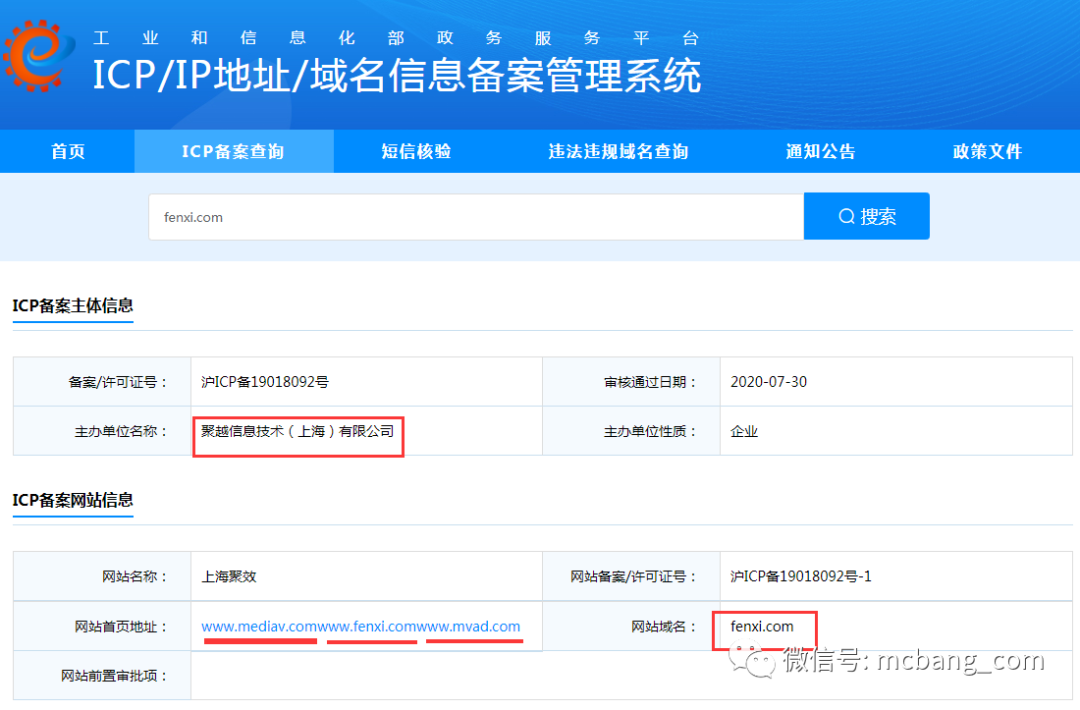 工业和信息化部政务服务平台
ICP/IP地址/域名信息备案管理系统
首页 ICP备案查询 短信核验 违法违规域名查询 通知公告 政策文件
fenxi.com 搜索
ICP备案主体信息
备案/许可证号： 沪ICP备19018092号 审核通过日期： 2020-07-30
主办单位名称： 聚越信息技术（上海）有限公司 主办单位性质： 企业
ICP备案网站信息
网站名称： 上海聚效 网站备案/许可证号： 沪ICP备19018092号-1
网站首页地址： www.mediav.comwww.fenxi.comwww.mvad.com 网站域名： fenxi.com
网站前置审批项：
微信号: mcbang_com